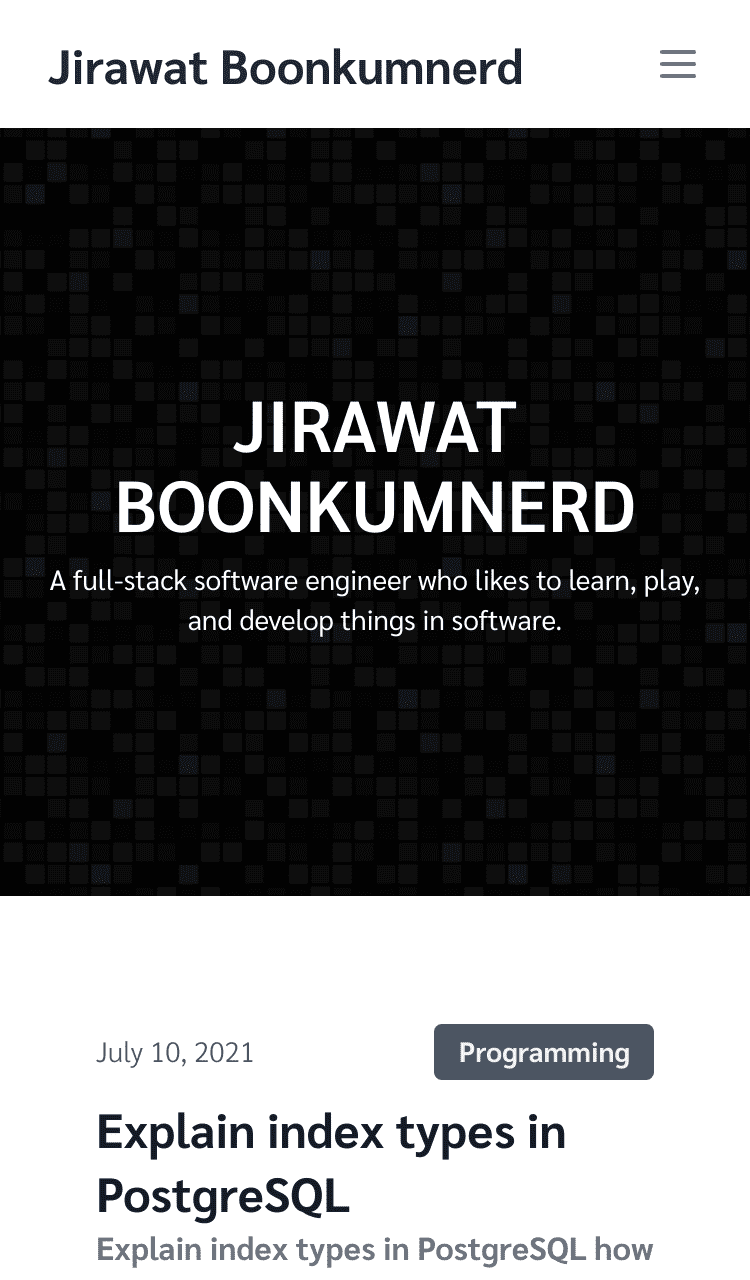 Jirawat Boonkumnerd
JIRAWAT
BOONKUMNERD
A full-stack software engineer who likes to learn, play,
and develop things in software.
July 10, 2021
Programming
Explain index types in
PostgreSQL
Explain index types in PostgreSQL how